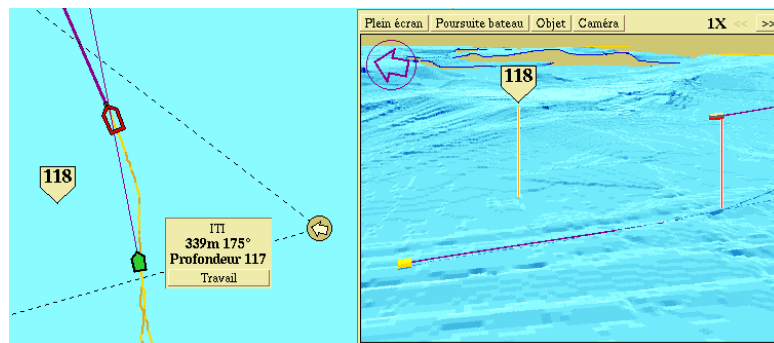 118
ITI
339m 175°
Profondeur 117
Travail
Plein écran Poursuite bateau Objet Caméra 1X << >>
118